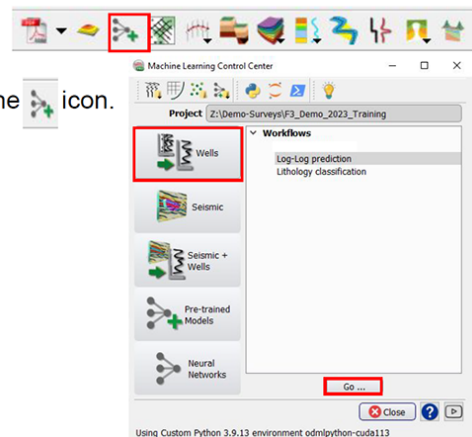 Machine Learning Control Center
ne icon.
Project Z:\Demo-Surveys\F3_Demo_2023_Training
Wells
Seismic
Seismic +
Wells
Pre-trained
Models
Neural
Networks
Workflows
Log-Log prediction
Lithology classification
Go ...
Close
Using Custom Python 3.9.13 environment odmlpython-cuda113